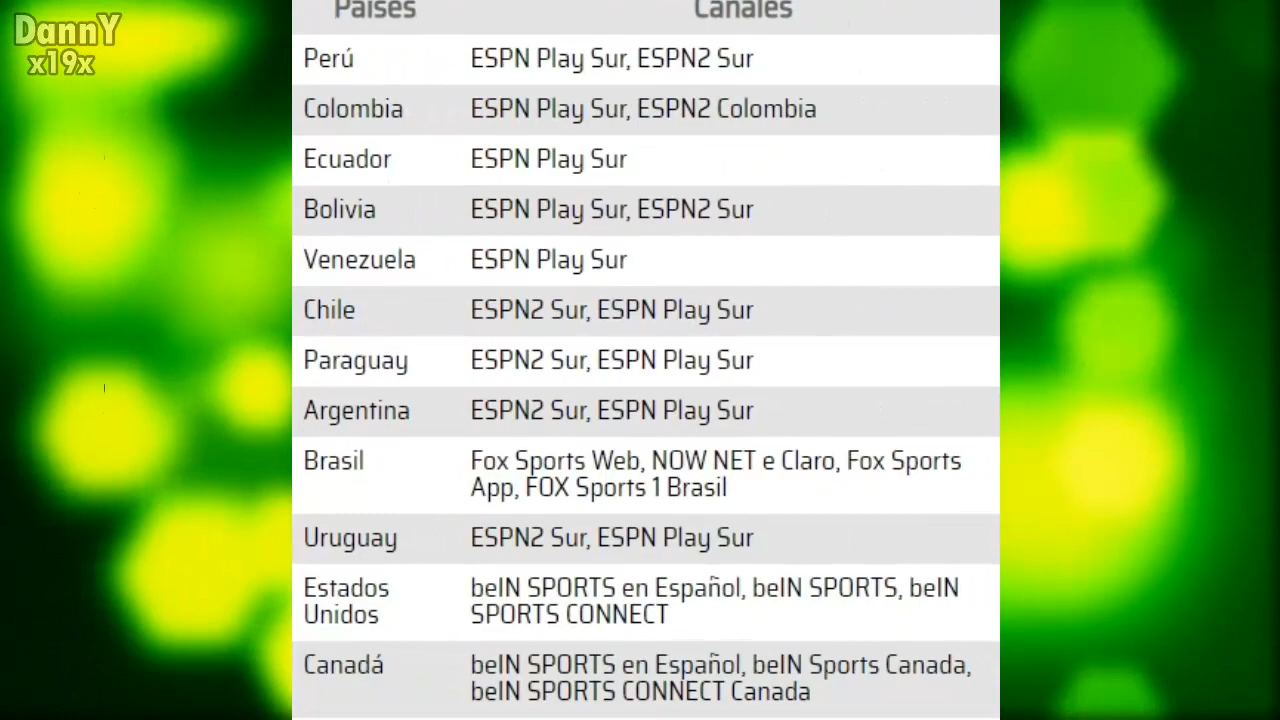 DannY
x19x
Países Canales
Perú ESPN Play Sur, ESPN2 Sur
Colombia ESPN Play Sur, ESPN2 Colombia
Ecuador ESPN Play Sur
Bolivia ESPN Play Sur, ESPN2 Sur
Venezuela ESPN Play Sur
Chile ESPN2 Sur, ESPN Play Sur
Paraguay ESPN2 Sur, ESPN Play Sur
Argentina ESPN2 Sur, ESPN Play Sur
Brasil Fox Sports Web, NOW NET e Claro, Fox Sports
App, FOX Sports 1 Brasil
Uruguay ESPN2 Sur, ESPN Play Sur
Estados beIN SPORTS en Español, beIN SPORTS, beIN
Unidos SPORTS CONNECT
Canadá beIN SPORTS en Español, beIN Sports Canada,
beIN SPORTS CONNECT Canada